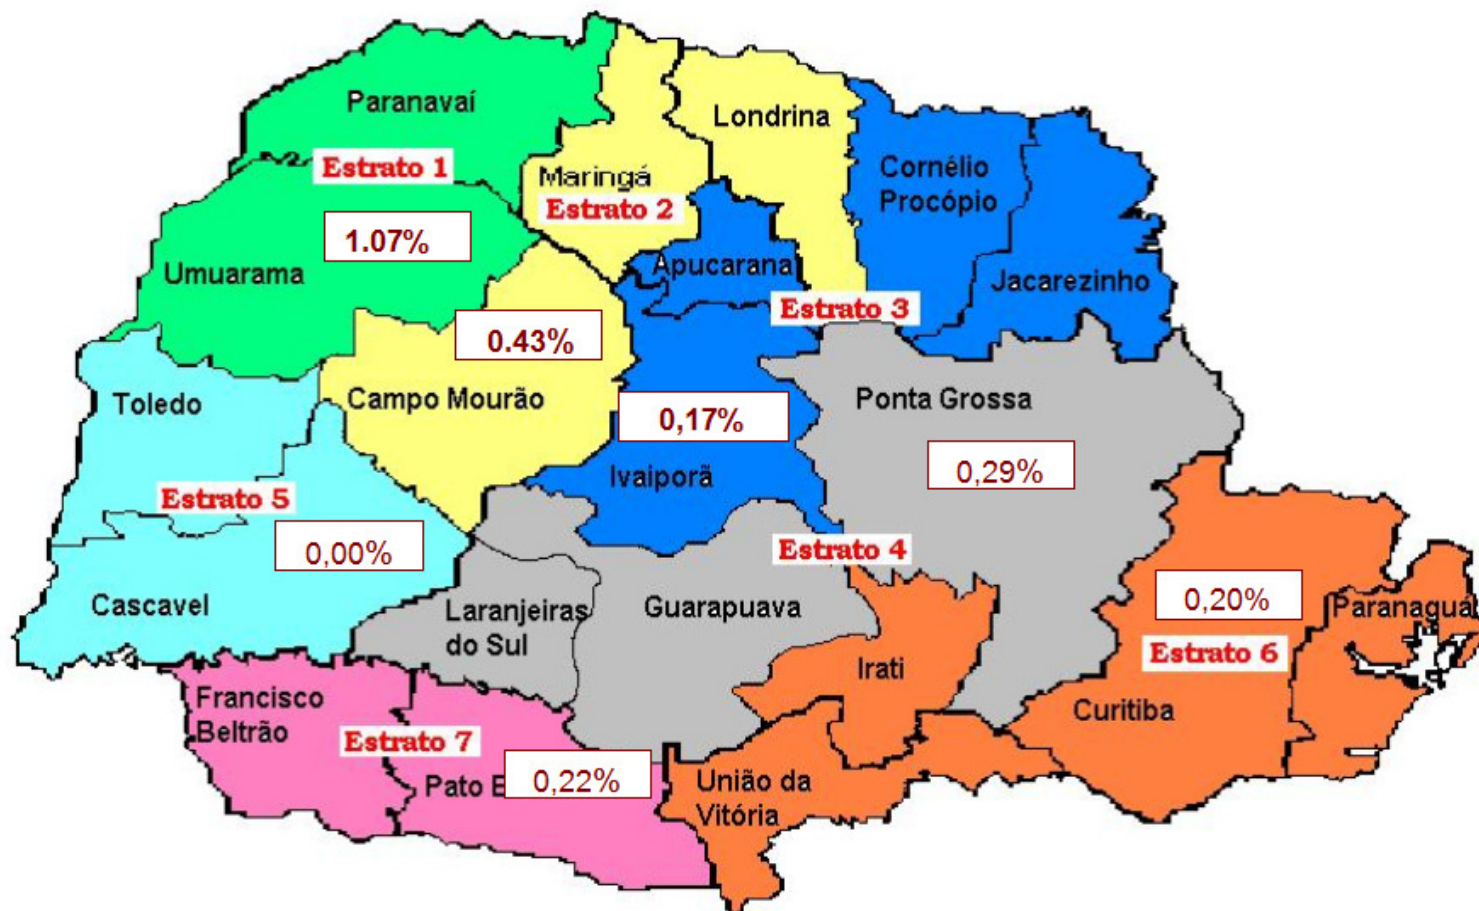 Paranavaí
Londrina
Estrato 1
Maringá
Estrato 2
Cornélio
Procópio
1.07%
Umuarama
Apucarana
Jacarezinho
Estrato 3
0.43%
Toledo
Campo Mourão
0,17%
Ponta Grossa
Ivaiporã
0,29%
Estrato 5
0,00%
Estrato 4
Cascavel
Laranjeiras
do Sul
Guarapuava
0,20%
Paranaguá
Estrato 6
Irati
Curitiba
Francisco
Beltrão
Estrato 7
Pato B
0,22%
União da
Vitória